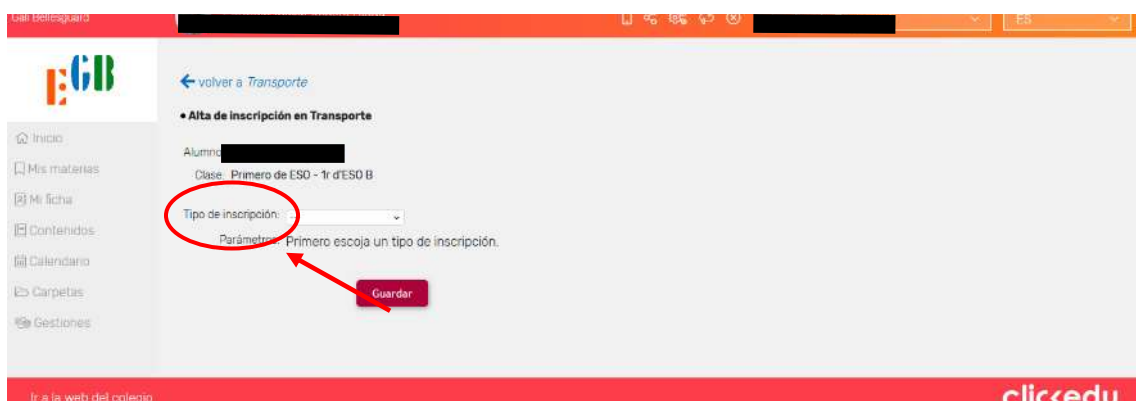 Gali Bellesguard
ES
EGB
volver a Transporte
• Alta de inscripción en Transporte
Inicio
Alumno
Mis materias
Clase: Primero de ESO - 1r d'ESO B
Mi ficha
Tipo de inscripción: --
Contenidos
Parámetros: Primero escoja un tipo de inscripción.
Calendario
Carpetas
Guardar
Gestiones
Ir a la web del colegio
clickedu